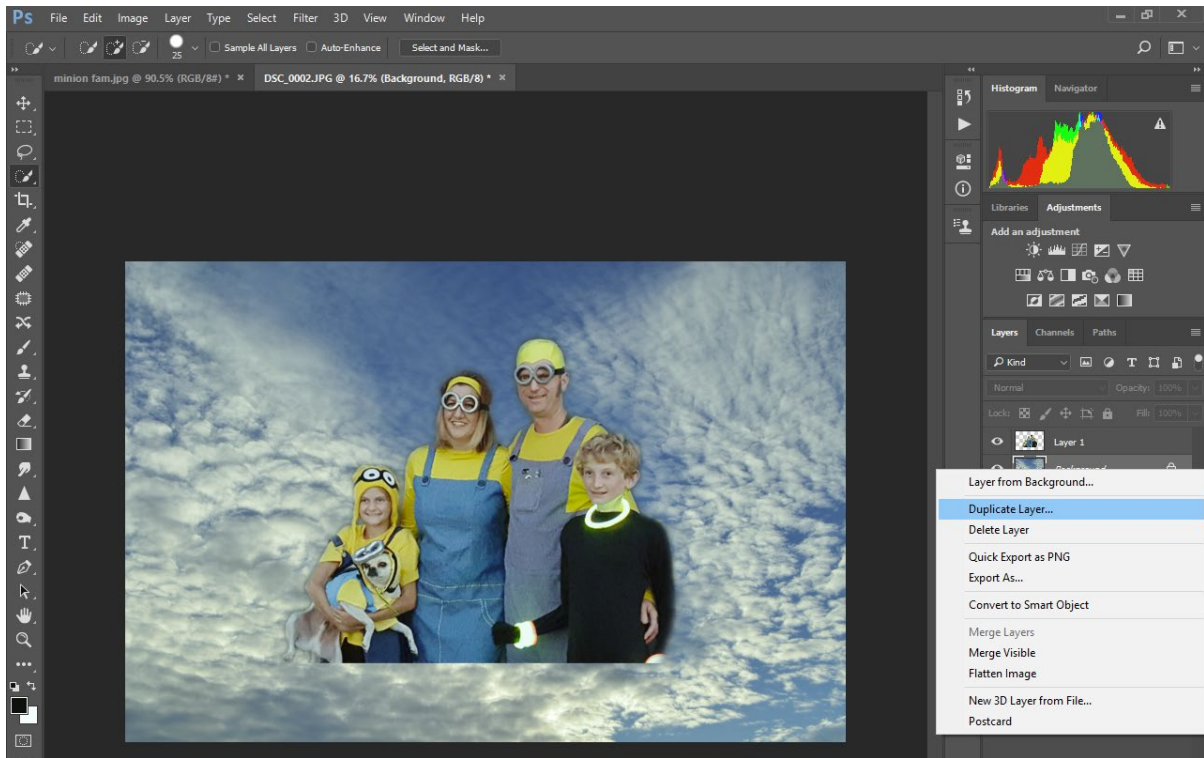 Ps File Edit Image Layer Type Select Filter 3D View Window Help
25 Sample All Layers Auto-Enhance Select and Mask...
minion fam.jpg @ 90.5% (RGB/8#) * × DSC_0002.JPG @ 16.7% (Background, RGB/8) * ×
Histogram Navigator
Libraries Adjustments
Add an adjustment
Layers Channels Paths
Kind
Normal Opacity: 100%
Lock: Fill: 100%
Layer 1
Background
Layer from Background...
Duplicate Layer...
Delete Layer
Quick Export as PNG
Export As...
Convert to Smart Object
Merge Layers
Merge Visible
Flatten Image
New 3D Layer from File...
Postcard